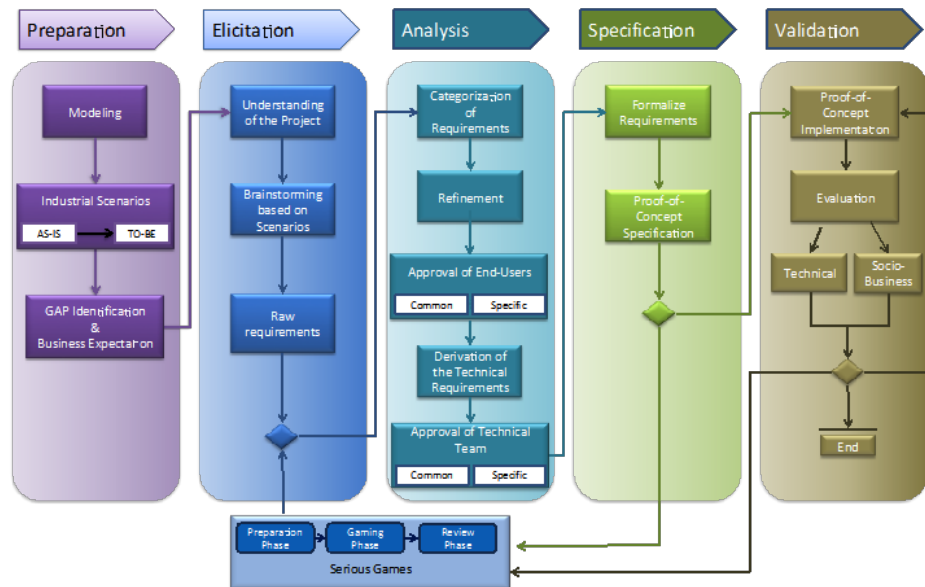 Preparation
Elicitation
Analysis
Specification
Validation
Modeling
Industrial Scenarios
AS-IS
TO-BE
GAP Identification
&
Business Expectation
Understanding
of the Project
Brainstorming
based on
Scenarios
Raw
requirements
Categorization
of
Requirements
Refinement
Approval of End-Users
Common
Specific
Derivation of
the Technical
Requirements
Approval of Technical
Team
Common
Specific
Formalize
Requirements
Proof-of-
Concept
Specification
Proof-of-
Concept
Implementation
Evaluation
Technical
Socio-
Business
End
Preparation
Phase
Gaming
Phase
Review
Phase
Serious Games